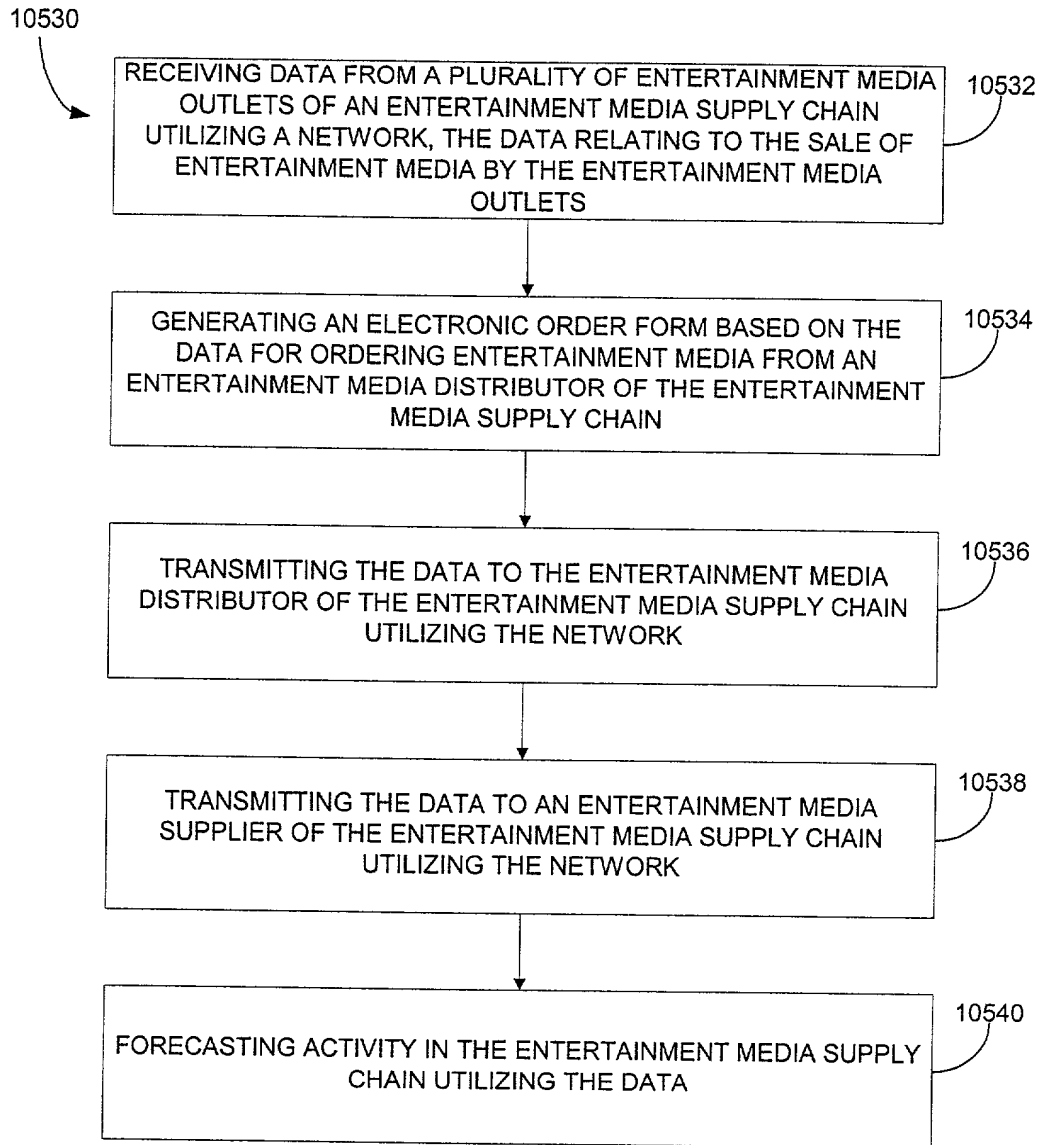 10530
RECEIVING DATA FROM A PLURALITY OF ENTERTAINMENT MEDIA
OUTLETS OF AN ENTERTAINMENT MEDIA SUPPLY CHAIN
UTILIZING A NETWORK, THE DATA RELATING TO THE SALE OF
ENTERTAINMENT MEDIA BY THE ENTERTAINMENT MEDIA
OUTLETS
10532
GENERATING AN ELECTRONIC ORDER FORM BASED ON THE
DATA FOR ORDERING ENTERTAINMENT MEDIA FROM AN
ENTERTAINMENT MEDIA DISTRIBUTOR OF THE ENTERTAINMENT
MEDIA SUPPLY CHAIN
10534
TRANSMITTING THE DATA TO THE ENTERTAINMENT MEDIA
DISTRIBUTOR OF THE ENTERTAINMENT MEDIA SUPPLY CHAIN
UTILIZING THE NETWORK
10536
TRANSMITTING THE DATA TO AN ENTERTAINMENT MEDIA
SUPPLIER OF THE ENTERTAINMENT MEDIA SUPPLY CHAIN
UTILIZING THE NETWORK
10538
FORECASTING ACTIVITY IN THE ENTERTAINMENT MEDIA SUPPLY
CHAIN UTILIZING THE DATA
10540